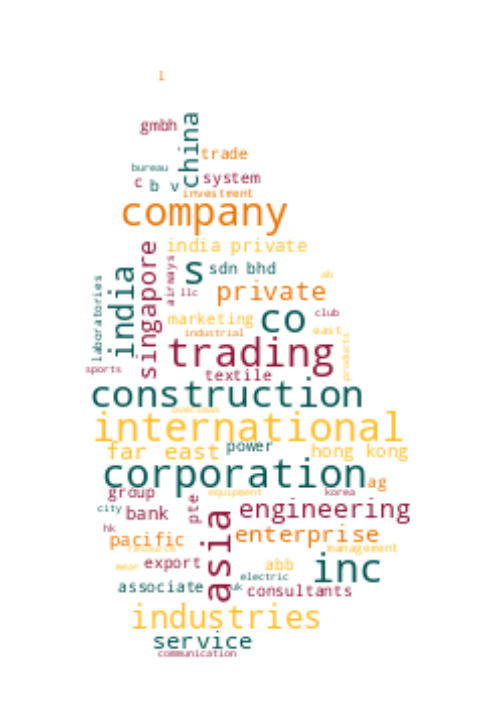 l
gmbh
china
trade
bureau
c
b v
system
investment
company
india private
singapore
airways
s
sdn bhd
ab
india
laboratories
llc
private
marketing
co
club
industrial
east
products
trading
sports
textile
construction
overseas
international
far east
power
hong kong
corporation
ag
group
equipment
korea
city
bank
pte
engineering
hk
pacific
resource
asia
enterprise
management
wear
export
abb
electric
inc
associate
uk
consultants
industries
service
communication